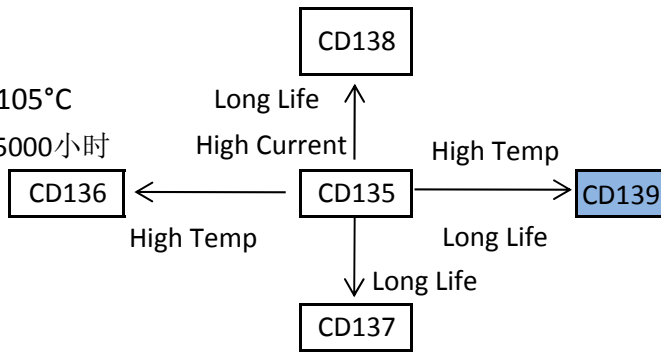 CD138
105°C
Long Life
5000小时
High Current
High Temp
CD136
CD135
CD139
High Temp
Long Life
Long Life
CD137